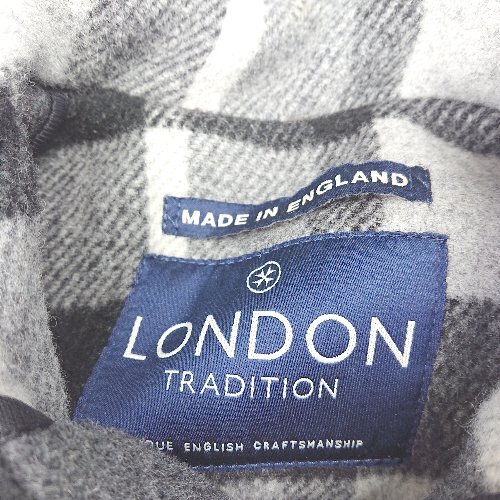 MADE IN ENGLAND
LONDON
TRADITION
ENGLISH CRAFTSMANSHIP